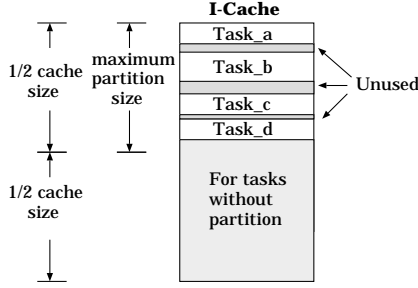 I-Cache
Task_a
Task_b
Task_c
Task_d
For tasks
without
partition
1/2 cache
size
maximum
partition
size
Unused
1/2 cache
size